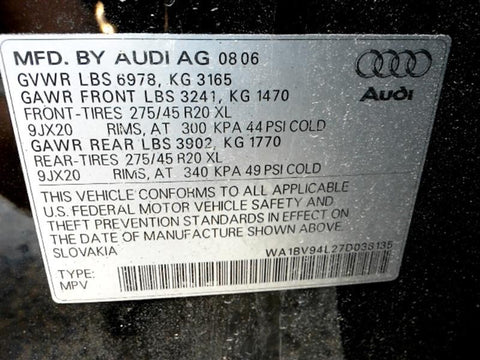 MFD. BY AUDI AG 08 06
GVWR LBS 6978, KG 3165
GAWR FRONT LBS 3241, KG 1470
FRONT-TIRES 275/45 R20 XL
9JX20 RIMS, AT 300 KPA 44 PSI COLD
GAWR REAR LBS 3902, KG 1770
REAR-TIRES 275/45 R20 XL
9JX20 RIMS, AT 340 KPA 49 PSI COLD
THIS VEHICLE CONFORMS TO ALL APPLICABLE
U.S. FEDERAL MOTOR VEHICLE SAFETY AND
THEFT PREVENTION STANDARDS IN EFFECT ON
THE DATE OF MANUFACTURE SHOWN ABOVE.
SLOVAKIA WA1BV94L27D038135
TYPE:
MPV
Audi